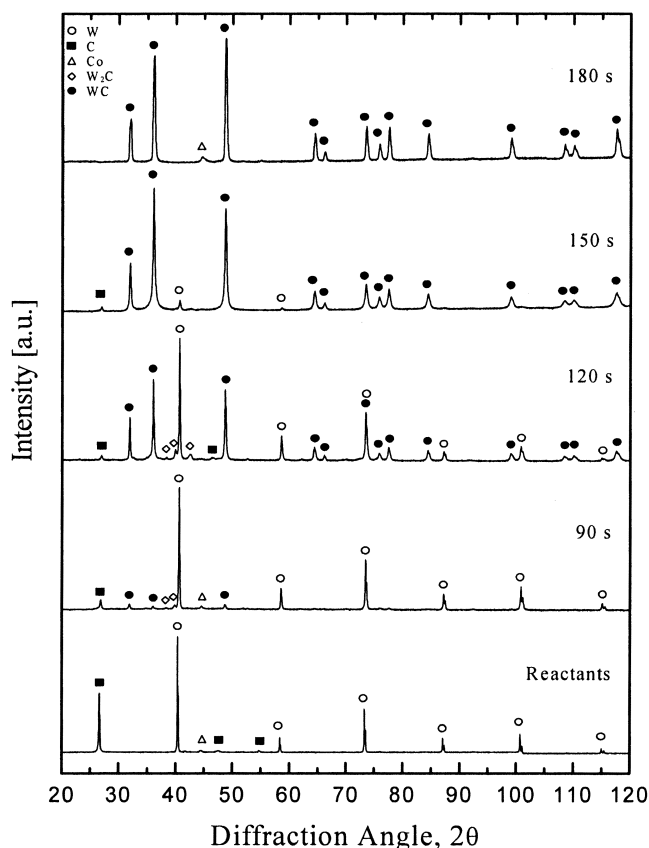 W
C
Co
W₂C
WC
180 s
150 s
120 s
90 s
Reactants
Intensity [a.u.]
20 30 40 50 60 70 80 90 100 110 120
Diffraction Angle, 2θ